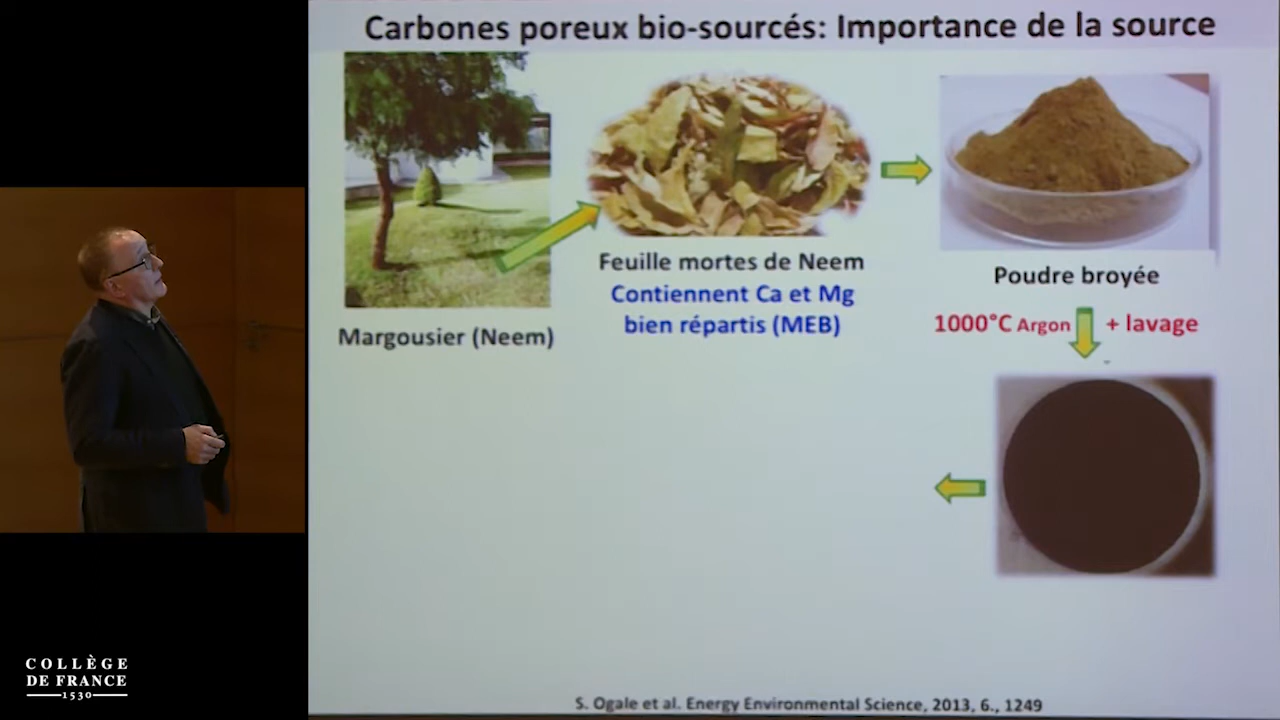 Carbones poreux bio-sourcés: Importance de la source
Margousier (Neem)
Feuille mortes de Neem
Contiennent Ca et Mg
bien répartis (MEB)
Poudre broyée
1000°C Argon + lavage
S. Ogale et al. Energy Environmental Science, 2013, 6., 1249
COLLÈGE
DE FRANCE
1530